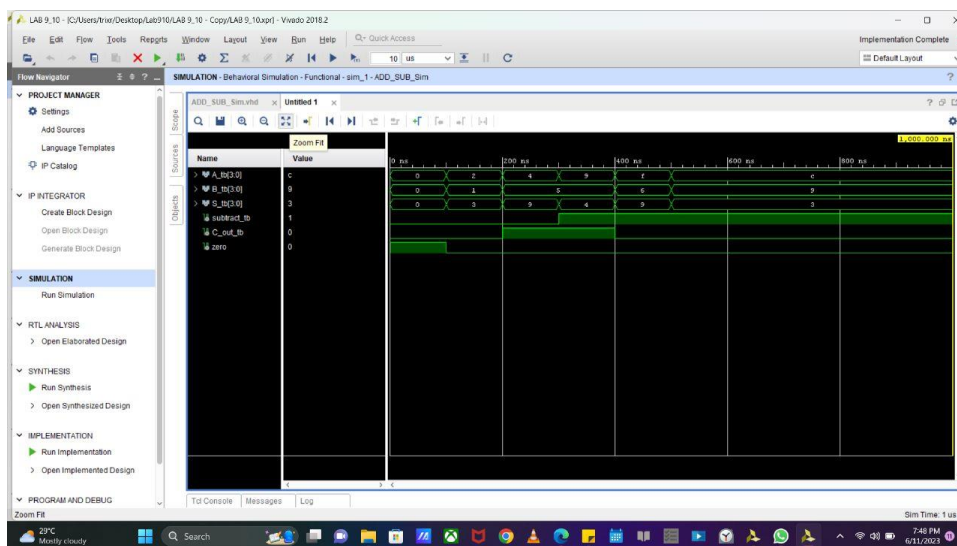 LAB 9_10 - [C:/Users/trixr/Desktop/Lab910/LAB 9_10 - Copy/LAB 9_10.xpr] - Vivado 2018.2
File Edit Flow Tools Reports Window Layout View Run Help Q- Quick Access Implementation Complete
10 us Default Layout
Flow Navigator ? SIMULATION - Behavioral Simulation - Functional - sim_1 - ADD_SUB_Sim ?
PROJECT MANAGER
Settings
Add Sources
Language Templates
IP Catalog
IP INTEGRATOR
Create Block Design
Open Block Design
Generate Block Design
SIMULATION
Run Simulation
RTL ANALYSIS
Open Elaborated Design
SYNTHESIS
Run Synthesis
Open Synthesized Design
IMPLEMENTATION
Run Implementation
Open Implemented Design
PROGRAM AND DEBUG
Scope
Sources
Objects
ADD_SUB_Sim.vhd × Untitled 1 ×
Zoom Fit
1,000.000 ns
Name Value 0 ns 200 ns 400 ns 600 ns 800 ns
A_tb[3:0] c 0 2 4 9 f c
B_tb[3:0] 9 0 1 5 6 9
S_tb[3:0] 3 0 3 9 4 9 3
subtract_tb 1
C_out_tb 0
zero 0
Tcl Console Messages Log
Zoom Fit Sim Time: 1 us
29°C
Mostly cloudy
Search
7:48 PM
6/11/2023